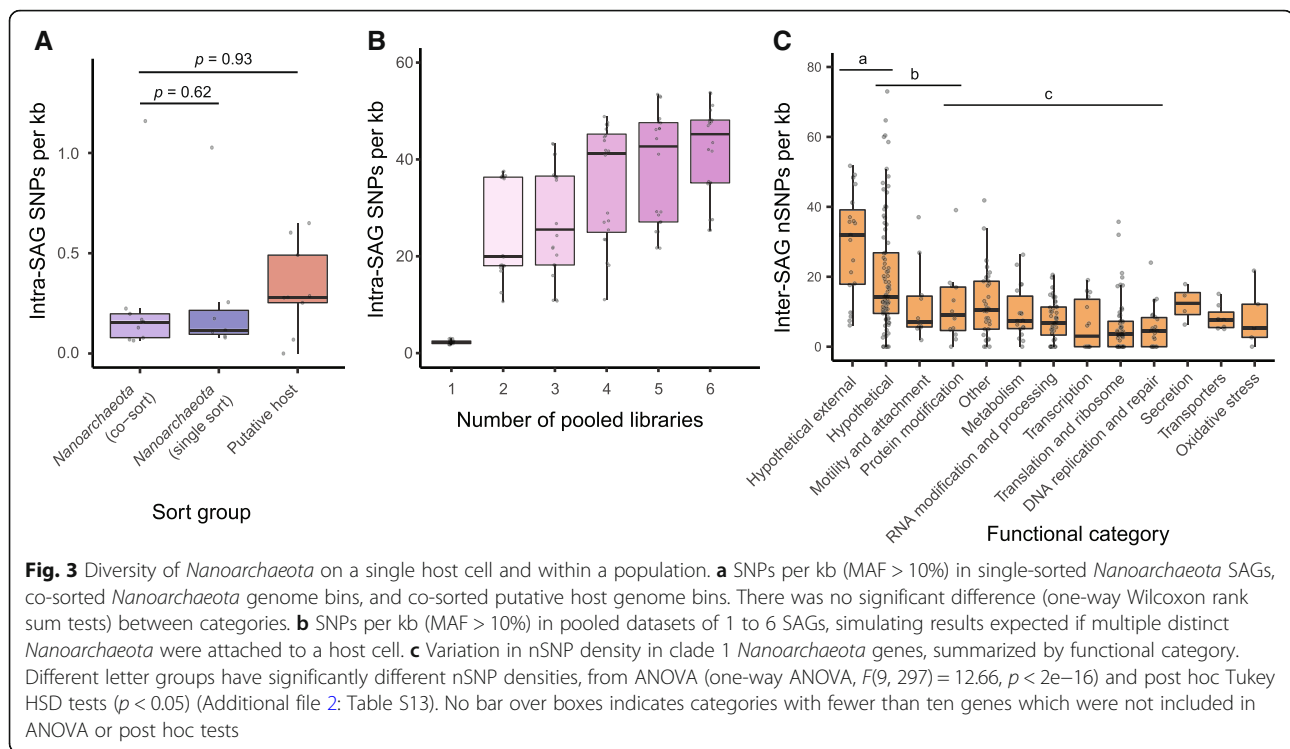 A
B
C
p = 0.93
p = 0.62
Intra-SAG SNPs per kb
1.0
0.5
0.0
Nanoarchaeota
(co-sort)
Nanoarchaeota
(single sort)
Putative host
Sort group
Intra-SAG SNPs per kb
60
40
20
0
1 2 3 4 5 6
Number of pooled libraries
Inter-SAG nSNPs per kb
80
60
40
20
0
a
b
c
Hypothetical external
Hypothetical
Motility and attachment
Protein modification
Other
Metabolism
RNA modification and processing
Transcription
Translation and ribosome
DNA replication and repair
Secretion
Transporters
Oxidative stress
Functional category
Fig. 3 Diversity of Nanoarchaeota on a single host cell and within a population. a SNPs per kb (MAF > 10%) in single-sorted Nanoarchaeota SAGs,
co-sorted Nanoarchaeota genome bins, and co-sorted putative host genome bins. There was no significant difference (one-way Wilcoxon rank
sum tests) between categories. b SNPs per kb (MAF > 10%) in pooled datasets of 1 to 6 SAGs, simulating results expected if multiple distinct
Nanoarchaeota were attached to a host cell. c Variation in nSNP density in clade 1 Nanoarchaeota genes, summarized by functional category.
Different letter groups have significantly different nSNP densities, from ANOVA (one-way ANOVA, F(9, 297) = 12.66, p < 2e−16) and post hoc Tukey
HSD tests (p < 0.05) (Additional file 2: Table S13). No bar over boxes indicates categories with fewer than ten genes which were not included in
ANOVA or post hoc tests